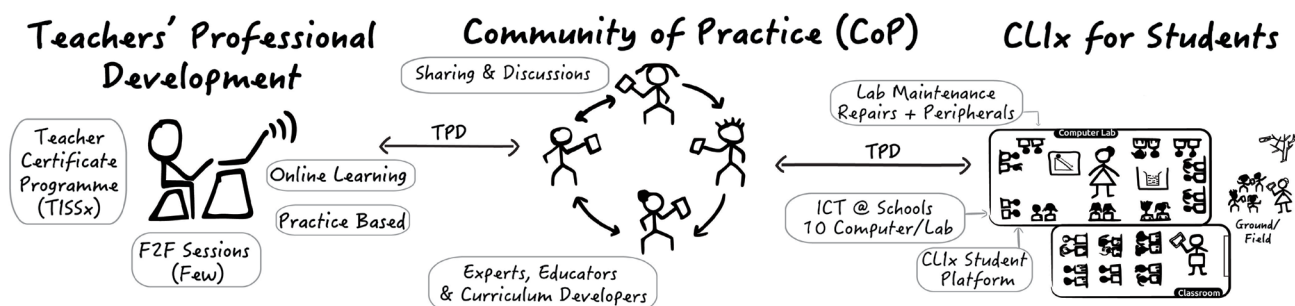 Teachers' Professional
Development
Teacher
Certificate
Programme
(TISSx)
Online Learning
Practice Based
F2F Sessions
(Few)
TPD
Community of Practice (CoP)
Sharing & Discussions
Experts, Educators
& Curriculum Developers
TPD
CLIx for Students
Lab Maintenance
Repairs + Peripherals
Computer Lab
ICT @ Schools
10 Computer/Lab
CLIx Student
Platform
Ground/
Field
Classroom